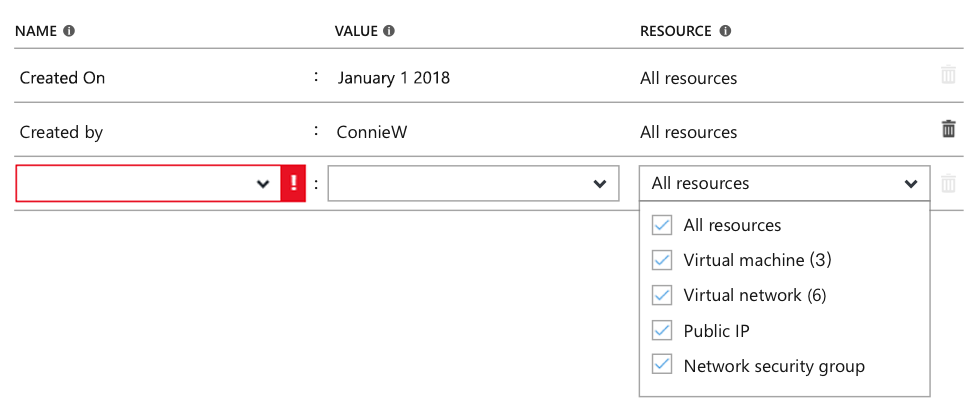 NAME VALUE RESOURCE
Created On : January 1 2018 All resources
Created by : ConnieW All resources
! : All resources
All resources
Virtual machine (3)
Virtual network (6)
Public IP
Network security group